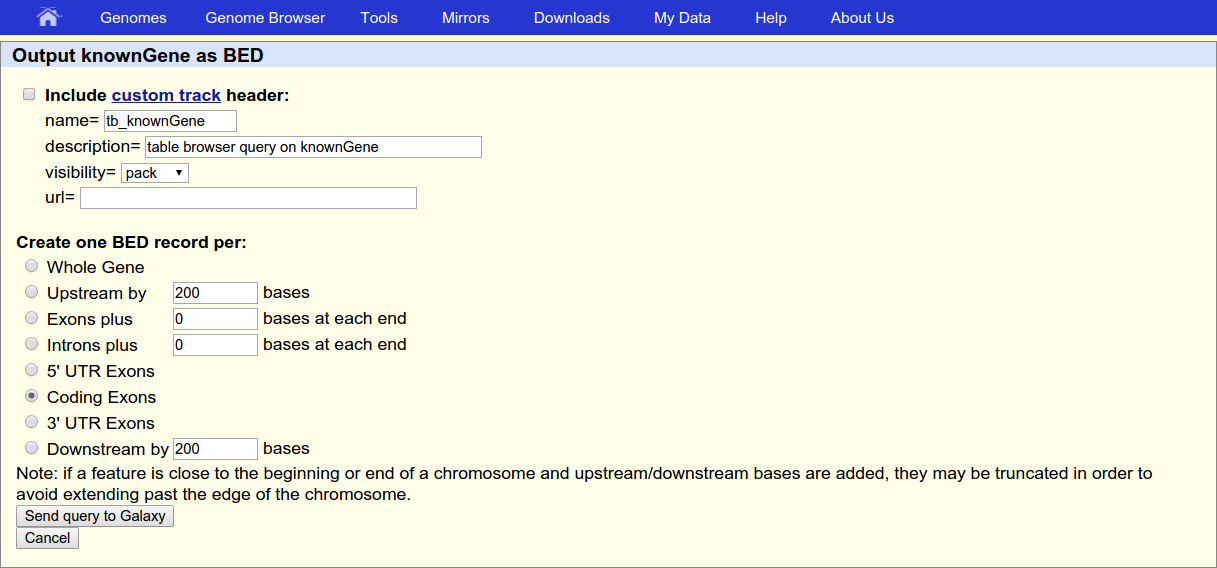 Genomes Genome Browser Tools Mirrors Downloads My Data Help About Us
Output knownGene as BED
Include custom track header:
name= tb_knownGene
description= table browser query on knownGene
visibility= pack
url=
Create one BED record per:
Whole Gene
Upstream by 200 bases
Exons plus 0 bases at each end
Introns plus 0 bases at each end
5' UTR Exons
Coding Exons
3' UTR Exons
Downstream by 200 bases
Note: if a feature is close to the beginning or end of a chromosome and upstream/downstream bases are added, they may be truncated in order to
avoid extending past the edge of the chromosome.
Send query to Galaxy
Cancel